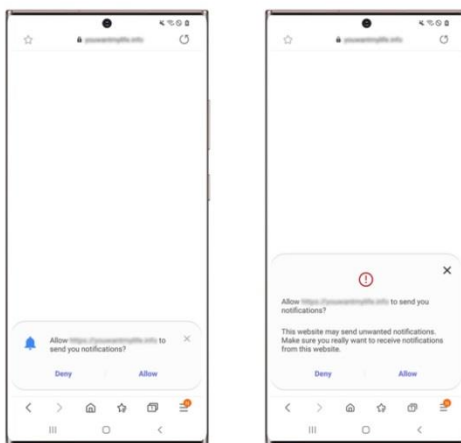 Allow to
send you notifications?
Deny
Allow
Allow to send you
notifications?
This website may send unwanted notifications.
Make sure you really want to receive notifications
from this website.
Deny
Allow